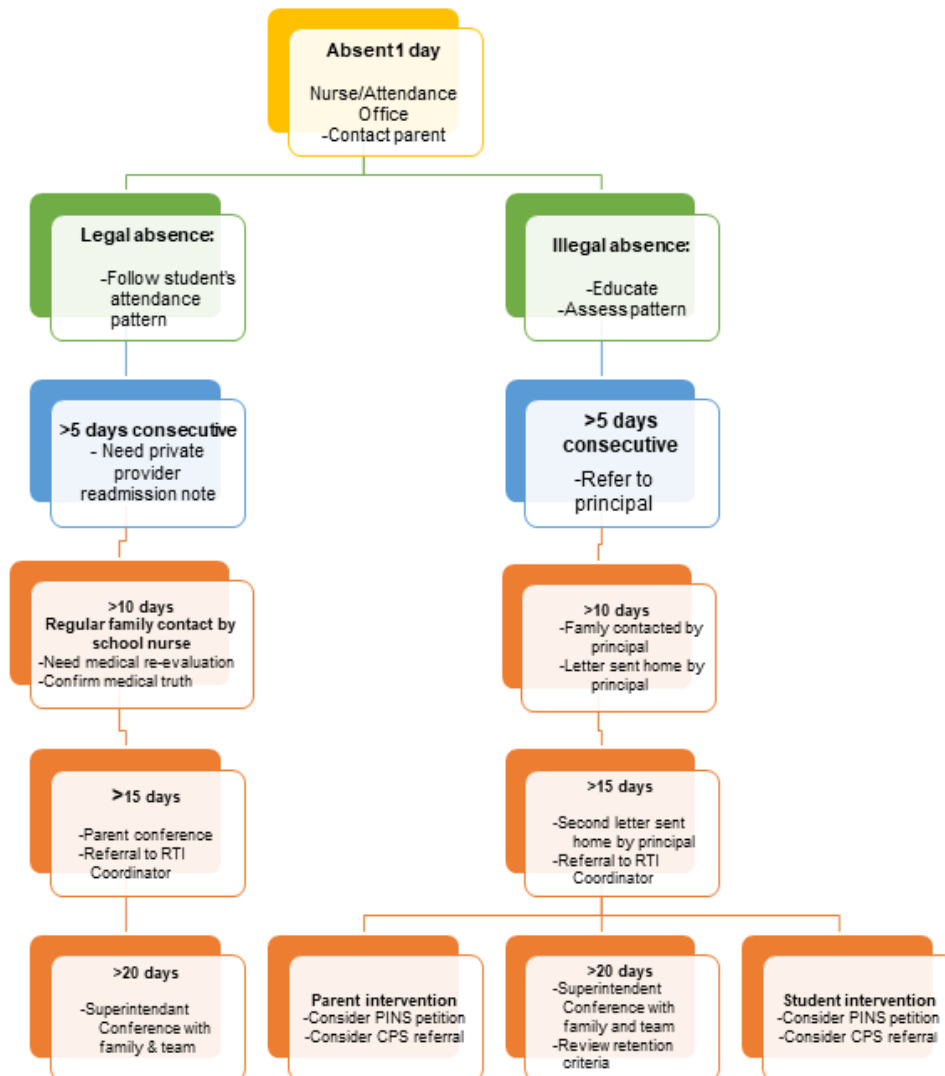 Absent 1 day
Nurse/Attendance
Office
-Contact parent
Legal absence:
-Follow student's
attendance
pattern
Illegal absence:
-Educate
-Assess pattern
>5 days consecutive
- Need private
provider
readmission note
>5 days
consecutive
-Refer to
principal
>10 days
Regular family contact by
school nurse
-Need medical re-evaluation
-Confirm medical truth
>10 days
-Family contacted by
principal
-Letter sent home by
principal
>15 days
-Parent conference
-Referral to RTI
Coordinator
>15 days
-Second letter sent
home by principal
-Referral to RTI
Coordinator
>20 days
-Superintendant
Conference with
family & team
Parent intervention
-Consider PINS petition
-Consider CPS referral
>20 days
-Superintendent
Conference with
family and team
-Review retention
criteria
Student intervention
-Consider PINS petition
-Consider CPS referral